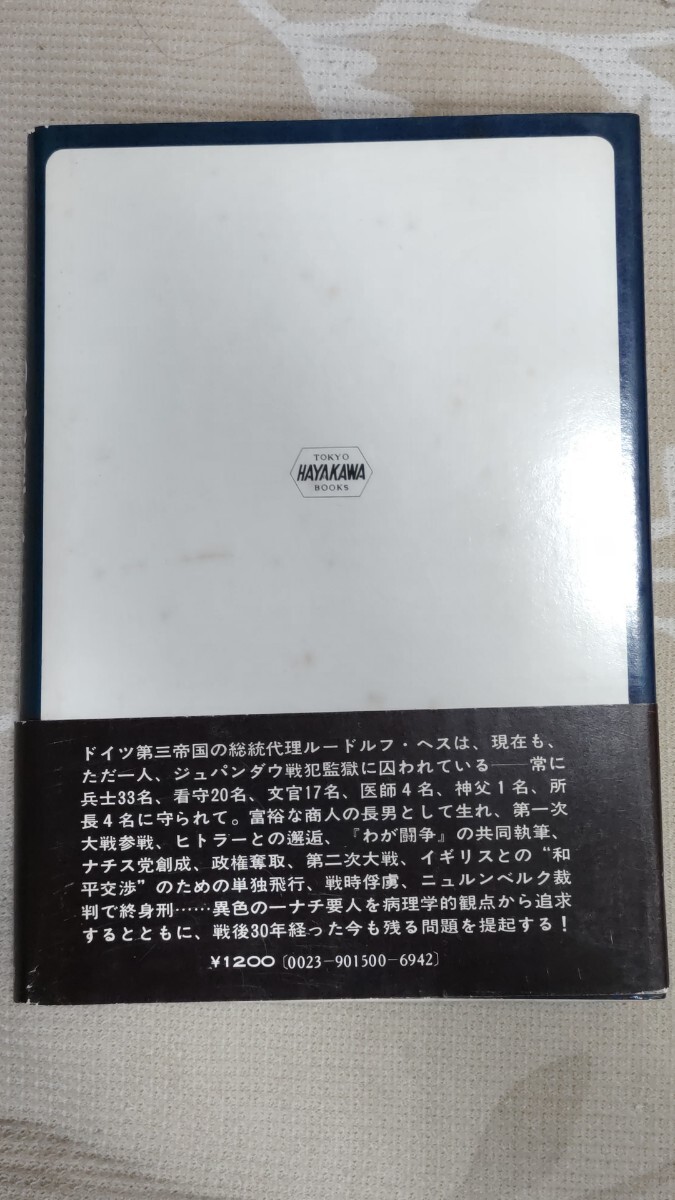 TOKYO
HAYAKAWA
BOOKS
ドイツ第三帝国の総統代理ルードルフ・ヘスは、現在も、
ただ一人、ジュパンダウ戦犯監獄に囚われている──常に
兵士33名、看守20名、文官17名、医師4名、神父1名、所
長4名に守られて。富裕な商人の長男として生れ、第一次
大戦参戦、ヒトラーとの邂逅、『わが闘争』の共同執筆、
ナチス党創成、政権奪取、第二次大戦、イギリスとの“和
平交渉”のための単独飛行、戦時俘虜、ニュルンベルク裁
判で終身刑……異色の一ナチ要人を病理学的観点から追求
するとともに、戦後30年経った今も残る問題を提起する！
¥1200〔0023-901500-6942〕